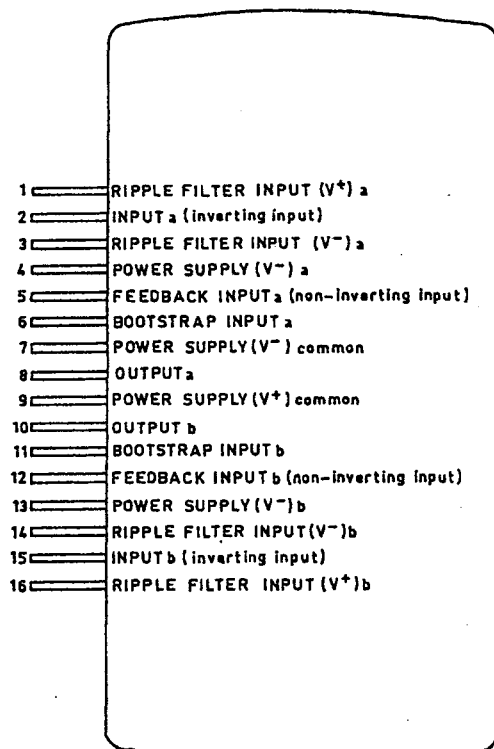 1 RIPPLE FILTER INPUT (V+) a
2 INPUT a (inverting input)
3 RIPPLE FILTER INPUT (V−) a
4 POWER SUPPLY (V−) a
5 FEEDBACK INPUT a (non-inverting input)
6 BOOTSTRAP INPUT a
7 POWER SUPPLY (V−) common
8 OUTPUT a
9 POWER SUPPLY (V+) common
10 OUTPUT b
11 BOOTSTRAP INPUT b
12 FEEDBACK INPUT b (non-inverting input)
13 POWER SUPPLY (V−) b
14 RIPPLE FILTER INPUT (V−) b
15 INPUT b (inverting input)
16 RIPPLE FILTER INPUT (V+) b